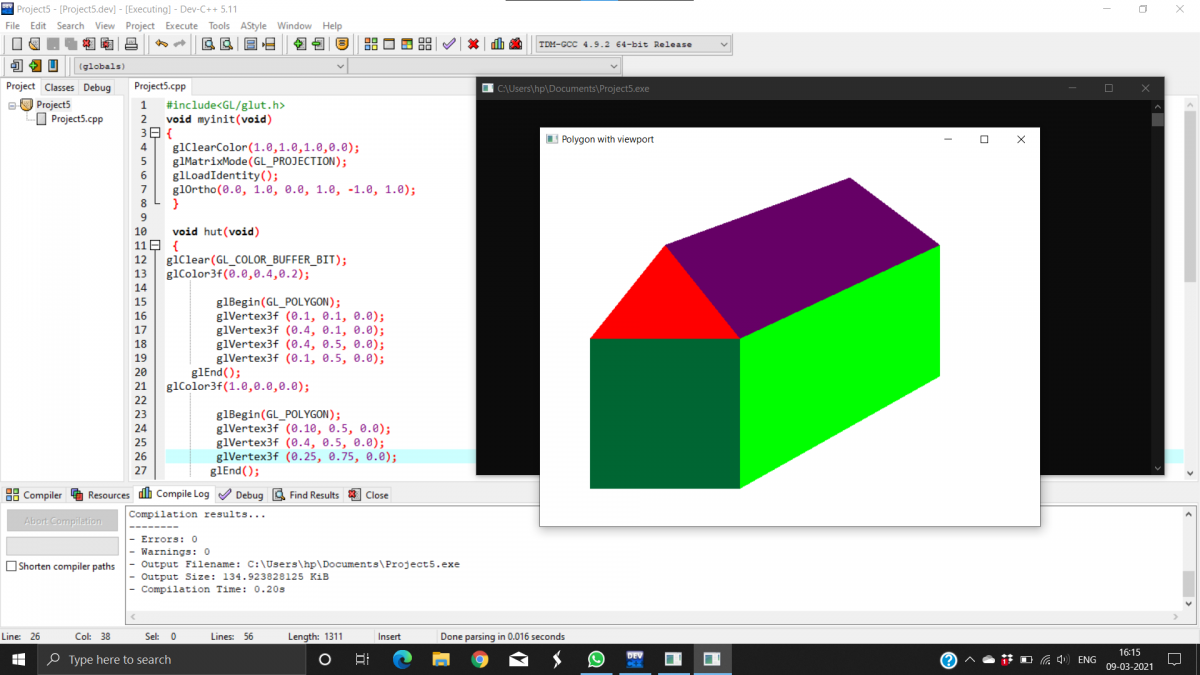 Project5 - [Project5.dev] - [Executing] - Dev-C++ 5.11
File Edit Search View Project Execute Tools AStyle Window Help
TDM-GCC 4.9.2 64-bit Release
(globals)
Project Classes Debug
Project5.cpp
Project5
Project5.cpp
1 #include<GL/glut.h>
2 void myinit(void)
3 {
4 glClearColor(1.0,1.0,1.0,0.0);
5 glMatrixMode(GL_PROJECTION);
6 glLoadIdentity();
7 glOrtho(0.0, 1.0, 0.0, 1.0, -1.0, 1.0);
8 }
9
10 void hut(void)
11 {
12 glClear(GL_COLOR_BUFFER_BIT);
13 glColor3f(0.0,0.4,0.2);
14
15 glBegin(GL_POLYGON);
16 glVertex3f (0.1, 0.1, 0.0);
17 glVertex3f (0.4, 0.1, 0.0);
18 glVertex3f (0.4, 0.5, 0.0);
19 glVertex3f (0.1, 0.5, 0.0);
20 glEnd();
21 glColor3f(1.0,0.0,0.0);
22
23 glBegin(GL_POLYGON);
24 glVertex3f (0.10, 0.5, 0.0);
25 glVertex3f (0.4, 0.5, 0.0);
26 glVertex3f (0.25, 0.75, 0.0);
27 glEnd();
C:\Users\hp\Documents\Project5.exe
Polygon with viewport
Compiler Resources Compile Log Debug Find Results Close
Abort Compilation
Shorten compiler paths
Compilation results...
--------
- Errors: 0
- Warnings: 0
- Output Filename: C:\Users\hp\Documents\Project5.exe
- Output Size: 134.923828125 KiB
- Compilation Time: 0.20s
Line: 26 Col: 38 Sel: 0 Lines: 56 Length: 1311 Insert Done parsing in 0.016 seconds
Type here to search
DEV
ENG
16:15
09-03-2021